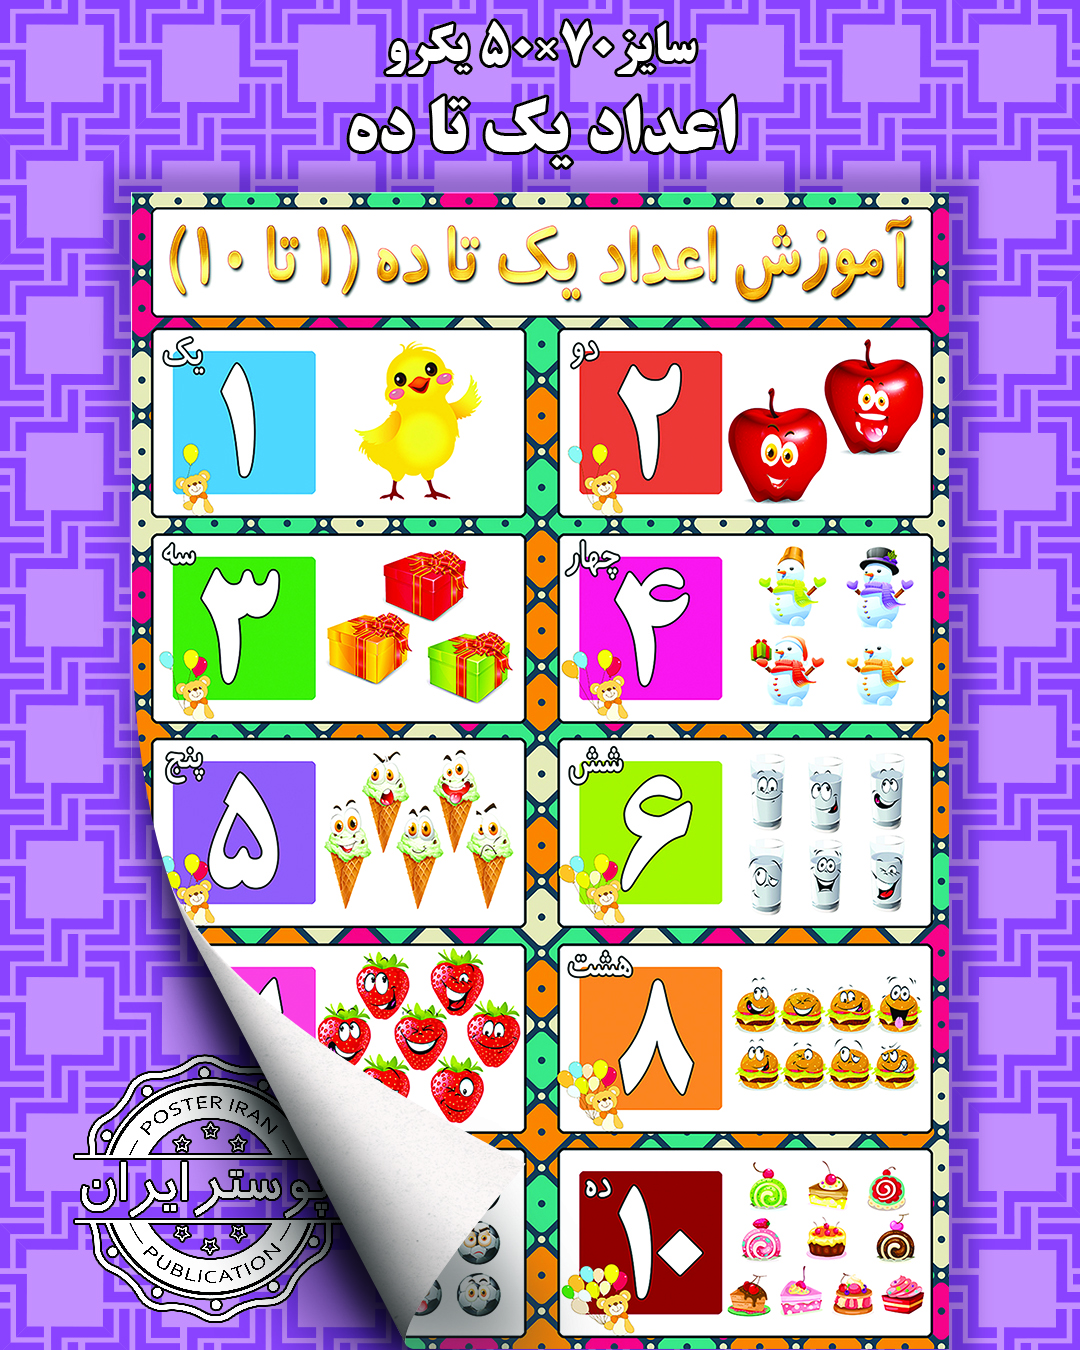 سایز ۷۰×۵۰ یکرو
اعداد یک تا ده
آموزش اعداد یک تا ده (۱ تا ۱۰)
دو
۲
یک
۱
چهار
۴
سه
۳
شش
۶
پنج
۵
هشت
۸
ده
۱۰
POSTER IRAN
پوستر ایران
PUBLICATION